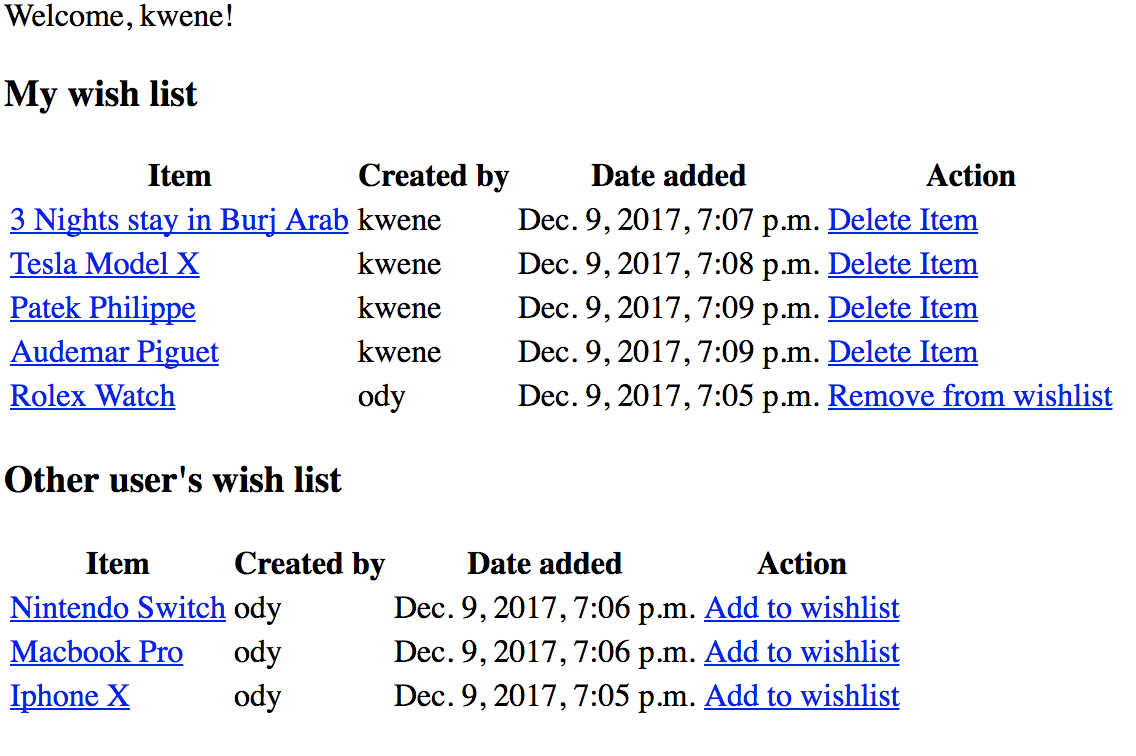 Welcome, kwene!
My wish list
Item Created by Date added Action
3 Nights stay in Burj Arab kwene Dec. 9, 2017, 7:07 p.m. Delete Item
Tesla Model X kwene Dec. 9, 2017, 7:08 p.m. Delete Item
Patek Philippe kwene Dec. 9, 2017, 7:09 p.m. Delete Item
Audemar Piguet kwene Dec. 9, 2017, 7:09 p.m. Delete Item
Rolex Watch ody Dec. 9, 2017, 7:05 p.m. Remove from wishlist
Other user's wish list
Item Created by Date added Action
Nintendo Switch ody Dec. 9, 2017, 7:06 p.m. Add to wishlist
Macbook Pro ody Dec. 9, 2017, 7:06 p.m. Add to wishlist
Iphone X ody Dec. 9, 2017, 7:05 p.m. Add to wishlist